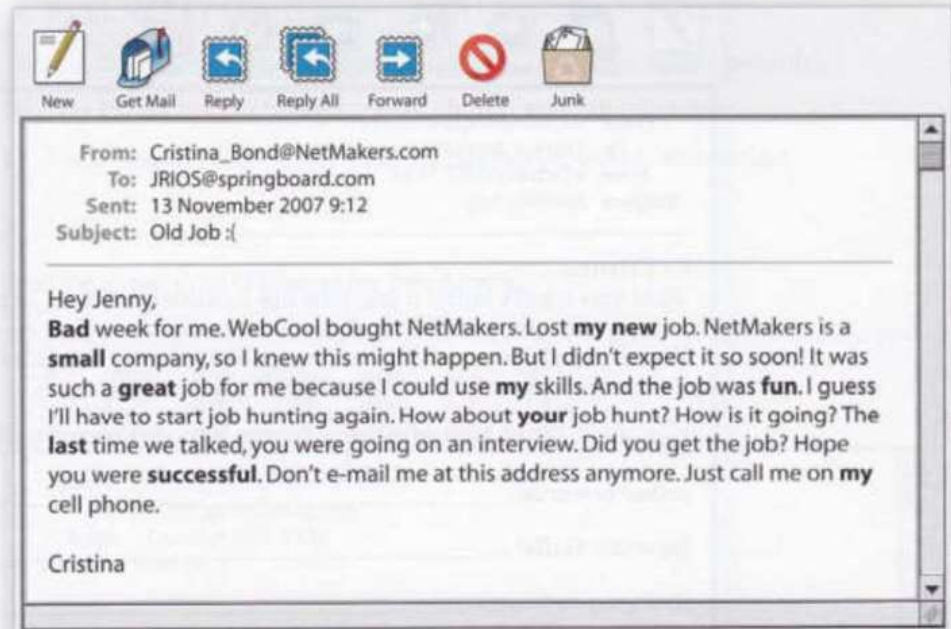 New Get Mail Reply Reply All Forward Delete Junk
From: Cristina_Bond@NetMakers.com
To: JRIOS@springboard.com
Sent: 13 November 2007 9:12
Subject: Old Job :(
Hey Jenny,
Bad week for me. WebCool bought NetMakers. Lost my new job. NetMakers is a
small company, so I knew this might happen. But I didn't expect it so soon! It was
such a great job for me because I could use my skills. And the job was fun. I guess
I'll have to start job hunting again. How about your job hunt? How is it going? The
last time we talked, you were going on an interview. Did you get the job? Hope
you were successful. Don't e-mail me at this address anymore. Just call me on my
cell phone.
Cristina